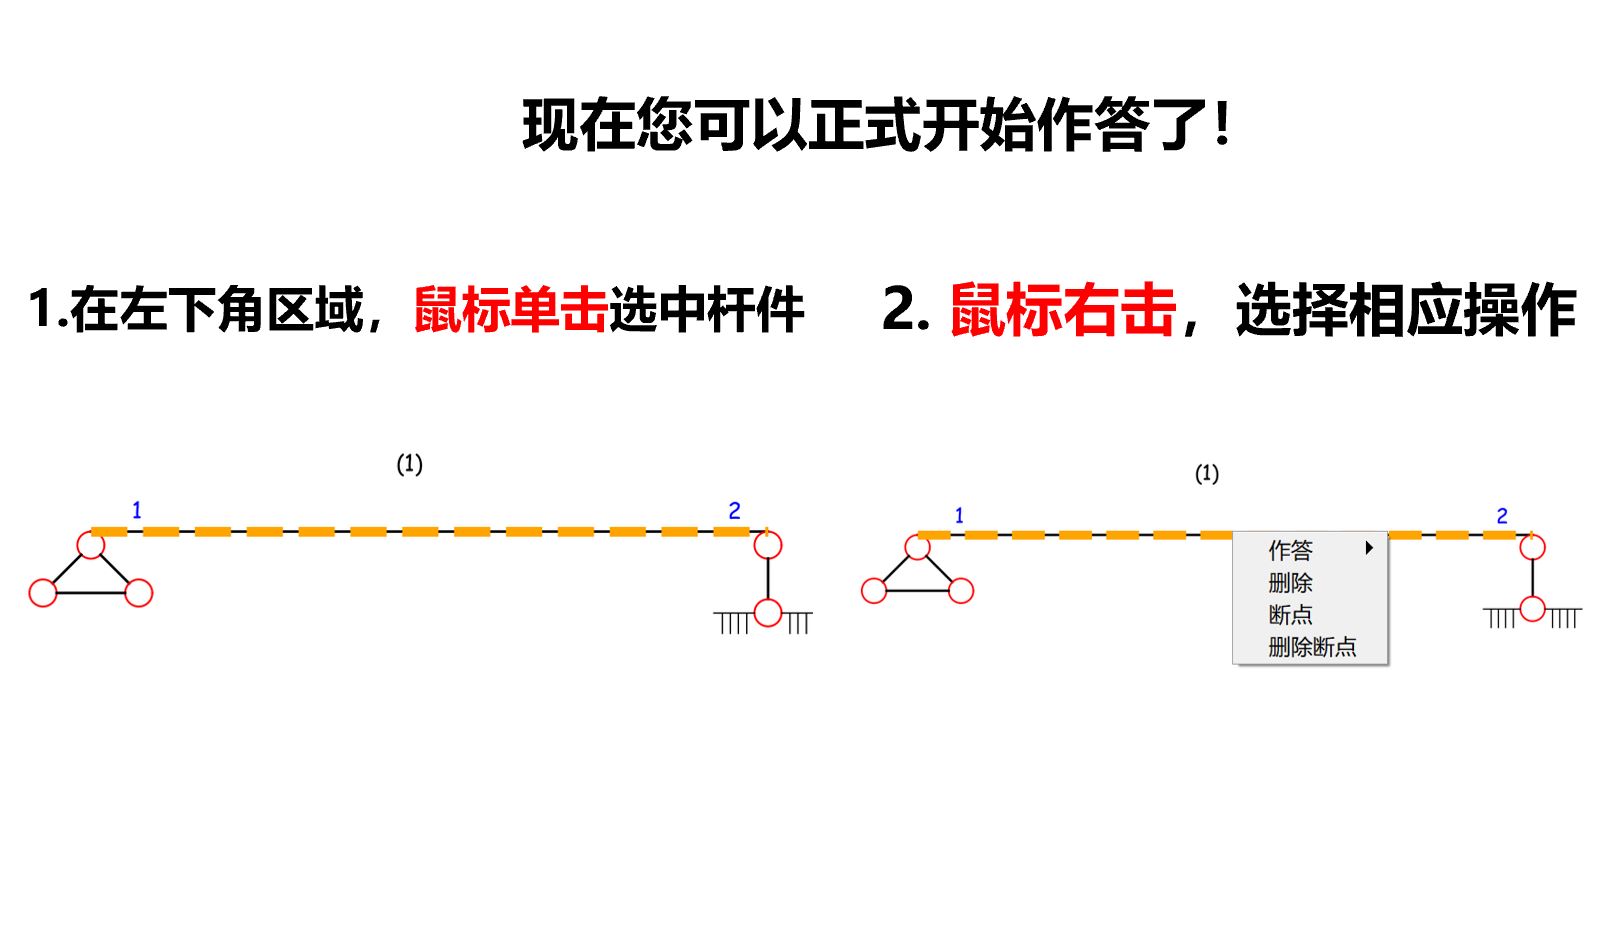 现在您可以正式开始作答了！
1.在左下角区域，鼠标单击选中杆件
2. 鼠标右击，选择相应操作
(1)
1
2
(1)
1
2
作答
删除
断点
删除断点